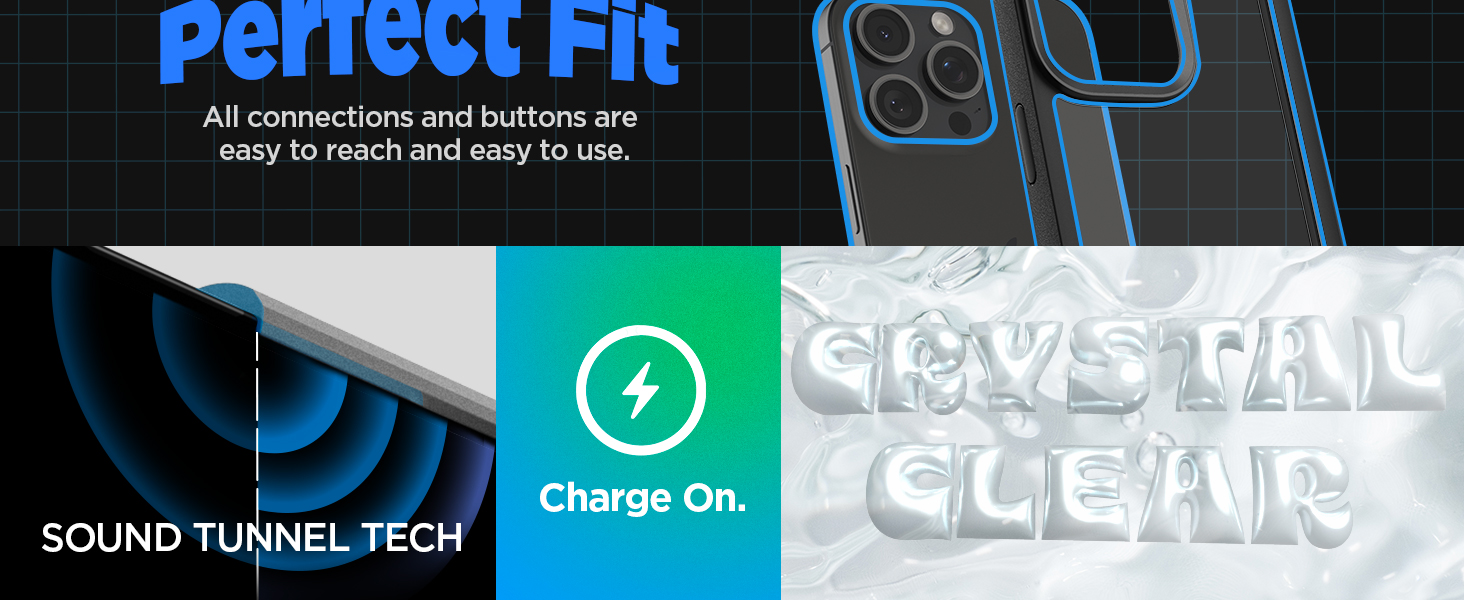 Perfect Fit
All connections and buttons are
easy to reach and easy to use.
SOUND TUNNEL TECH
Charge On.
CRYSTAL
CLEAR